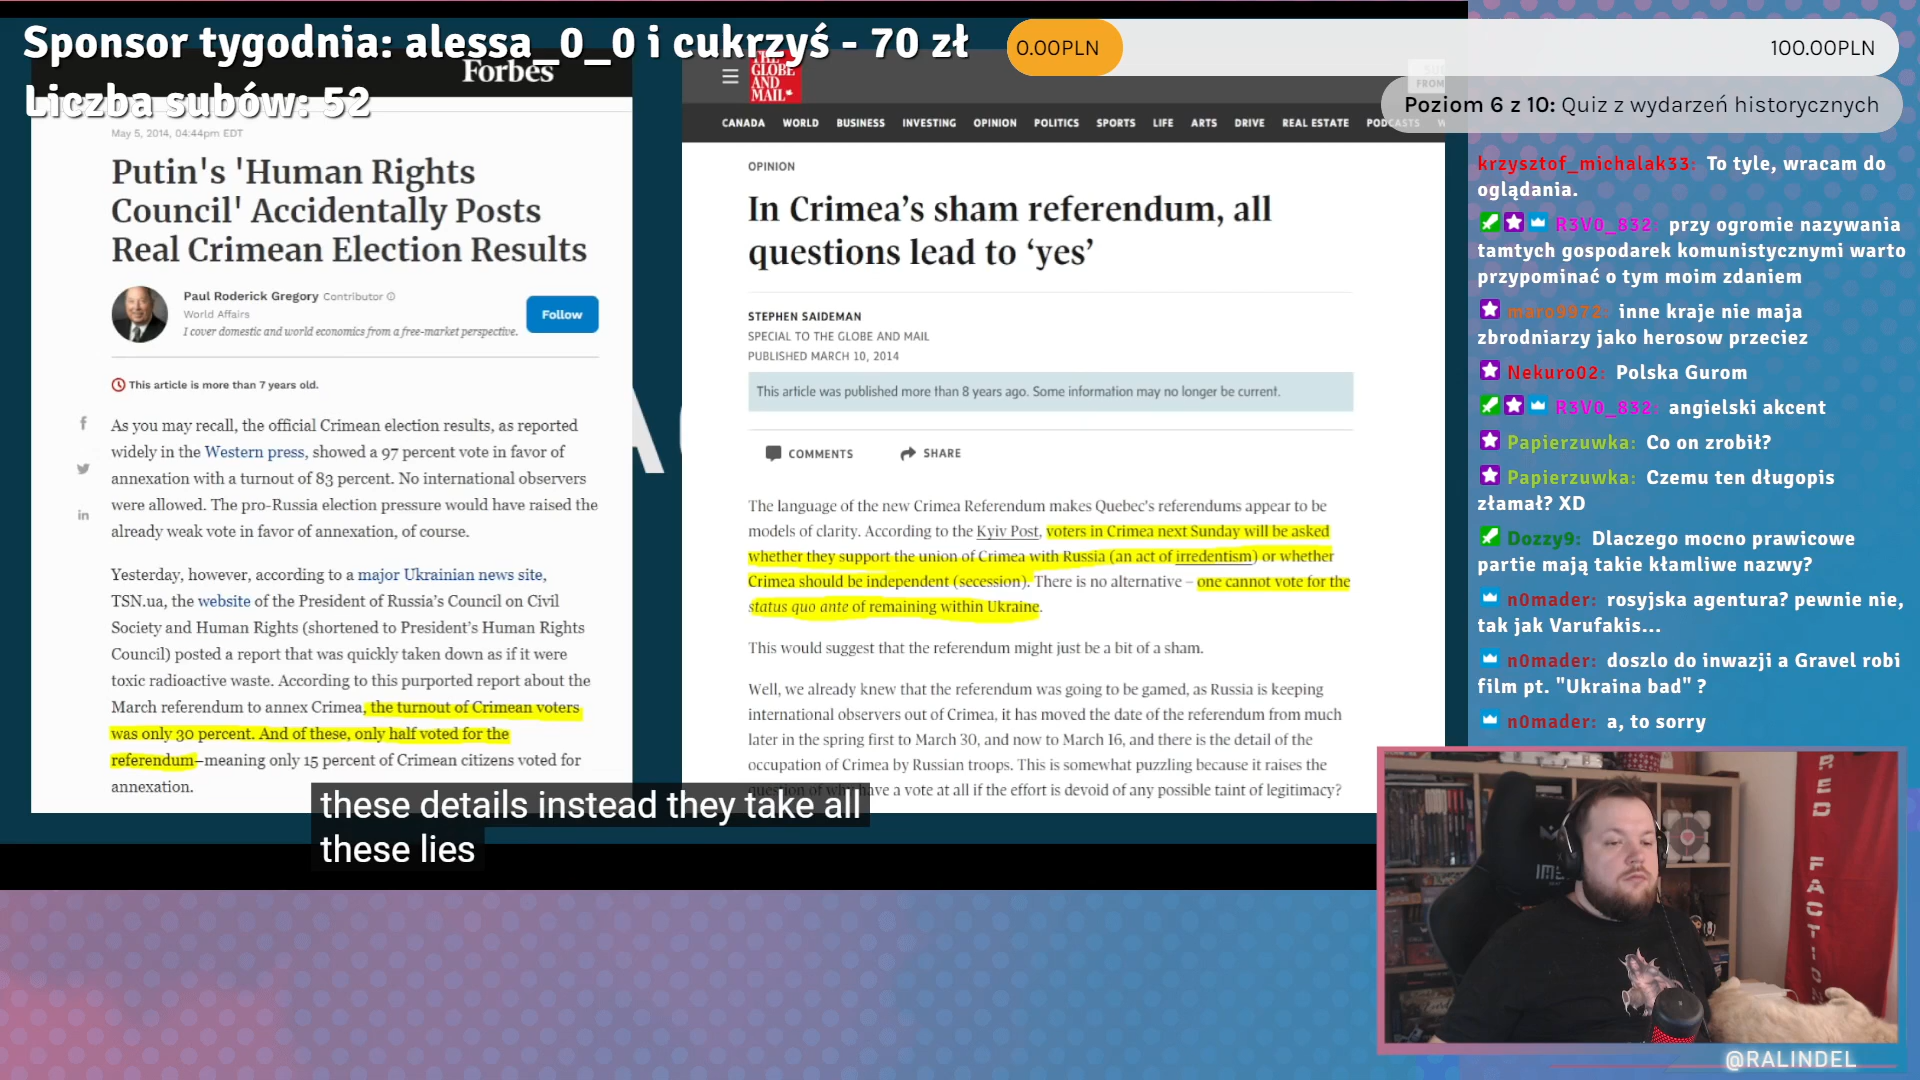 Sponsor tygodnia: alessa_0_0 i cukrzyś - 70 zł
Liczba subów: 52
0.00PLN
100.00PLN
Poziom 6 z 10: Quiz z wydarzeń historycznych
Forbes
May 5, 2014, 04:44pm EDT
Putin's 'Human Rights
Council' Accidentally Posts
Real Crimean Election Results
Paul Roderick Gregory Contributor
World Affairs
I cover domestic and world economics from a free-market perspective.
Follow
This article is more than 7 years old.
As you may recall, the official Crimean election results, as reported
widely in the Western press, showed a 97 percent vote in favor of
annexation with a turnout of 83 percent. No international observers
were allowed. The pro-Russia election pressure would have raised the
already weak vote in favor of annexation, of course.
Yesterday, however, according to a major Ukrainian news site,
TSN.ua, the website of the President of Russia's Council on Civil
Society and Human Rights (shortened to President's Human Rights
Council) posted a report that was quickly taken down as if it were
toxic radioactive waste. According to this purported report about the
March referendum to annex Crimea, the turnout of Crimean voters
was only 30 percent. And of these, only half voted for the
referendum–meaning only 15 percent of Crimean citizens voted for
annexation.
THE
GLOBE
AND
MAIL
SUB
FROM
CANADA WORLD BUSINESS INVESTING OPINION POLITICS SPORTS LIFE ARTS DRIVE REAL ESTATE PODCASTS W
OPINION
In Crimea's sham referendum, all
questions lead to ‘yes’
STEPHEN SAIDEMAN
SPECIAL TO THE GLOBE AND MAIL
PUBLISHED MARCH 10, 2014
This article was published more than 8 years ago. Some information may no longer be current.
COMMENTS SHARE
The language of the new Crimea Referendum makes Quebec's referendums appear to be
models of clarity. According to the Kyiv Post, voters in Crimea next Sunday will be asked
whether they support the union of Crimea with Russia (an act of irredentism) or whether
Crimea should be independent (secession). There is no alternative – one cannot vote for the
status quo ante of remaining within Ukraine.
This would suggest that the referendum might just be a bit of a sham.
Well, we already knew that the referendum was going to be gamed, as Russia is keeping
international observers out of Crimea, it has moved the date of the referendum from much
later in the spring first to March 30, and now to March 16, and there is the detail of the
occupation of Crimea by Russian troops. This is somewhat puzzling because it raises the
question of why have a vote at all if the effort is devoid of any possible taint of legitimacy?
these details instead they take all
these lies
krzysztof_michalak33: To tyle, wracam do
oglądania.
R3V0_832: przy ogromie nazywania
tamtych gospodarek komunistycznymi warto
przypominać o tym moim zdaniem
maro9972: inne kraje nie maja
zbrodniarzy jako herosow przeciez
Nekuro02: Polska Gurom
R3V0_832: angielski akcent
Papierzuwka: Co on zrobił?
Papierzuwka: Czemu ten długopis
złamał? XD
Dozzy9: Dlaczego mocno prawicowe
partie mają takie kłamliwe nazwy?
n0mader: rosyjska agentura? pewnie nie,
tak jak Varufakis...
n0mader: doszlo do inwazji a Gravel robi
film pt. "Ukraina bad" ?
n0mader: a, to sorry
RED FACTION
@RALINDEL